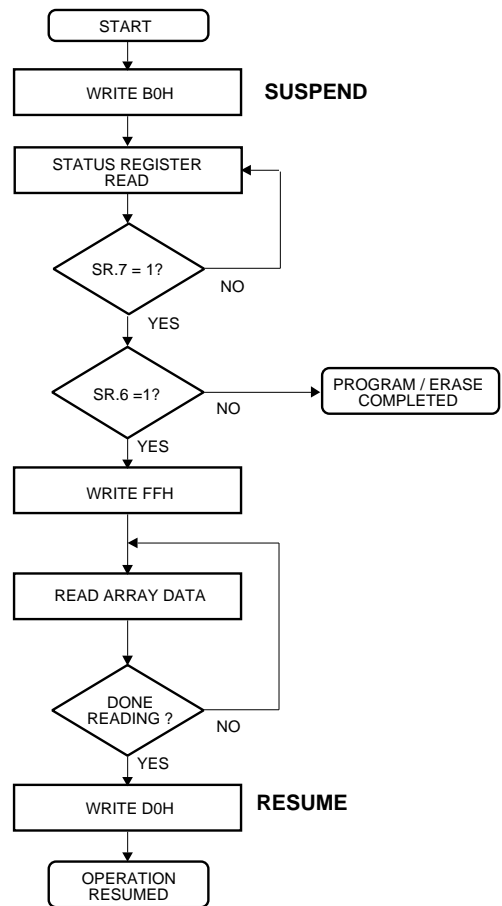 START
WRITE B0H
SUSPEND
STATUS REGISTER
READ
SR.7 = 1?
NO
YES
SR.6 =1?
NO
PROGRAM / ERASE
COMPLETED
YES
WRITE FFH
READ ARRAY DATA
DONE
READING ?
NO
YES
WRITE D0H
RESUME
OPERATION
RESUMED